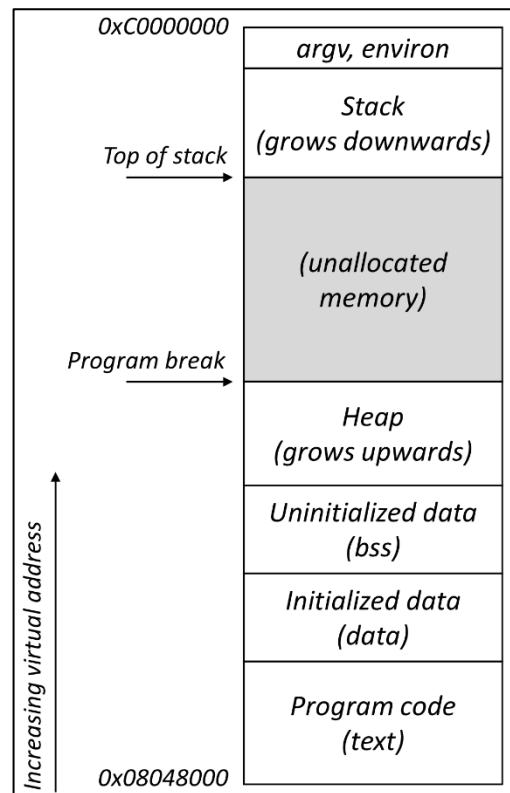 0xC0000000
argv, environ
Stack
(grows downwards)
Top of stack
(unallocated
memory)
Program break
Heap
(grows upwards)
Uninitialized data
(bss)
Initialized data
(data)
Program code
(text)
0x08048000
Increasing virtual address